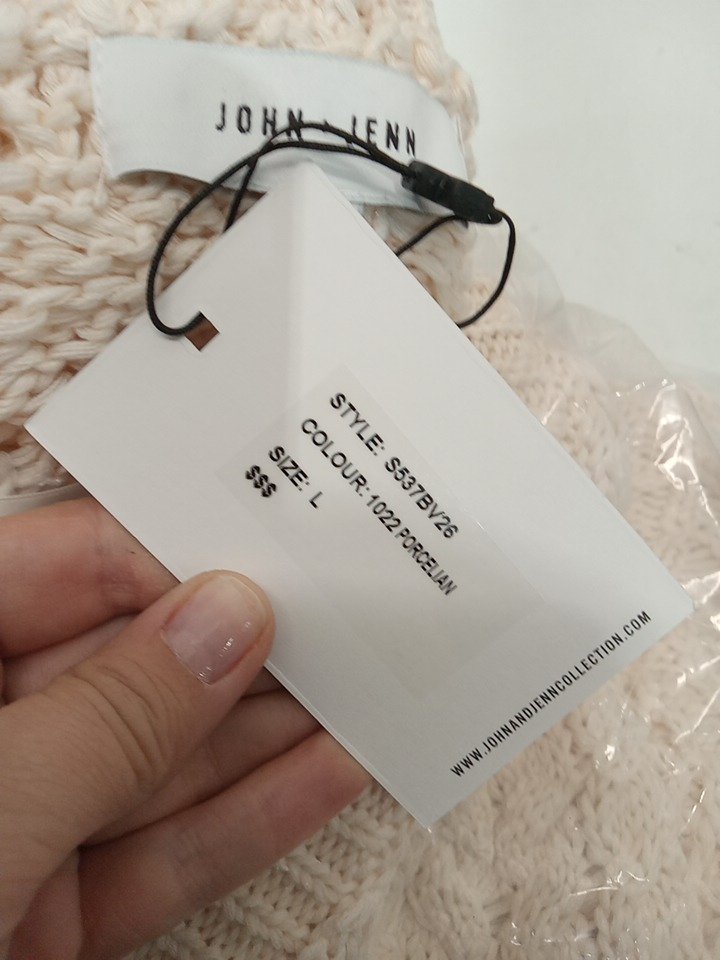 JOHN + JENN
STYLE: S537BV26
COLOUR: 1022 PORCELIAN
SIZE: L
$$$
WWW.JOHNANDJENNCOLLECTION.COM